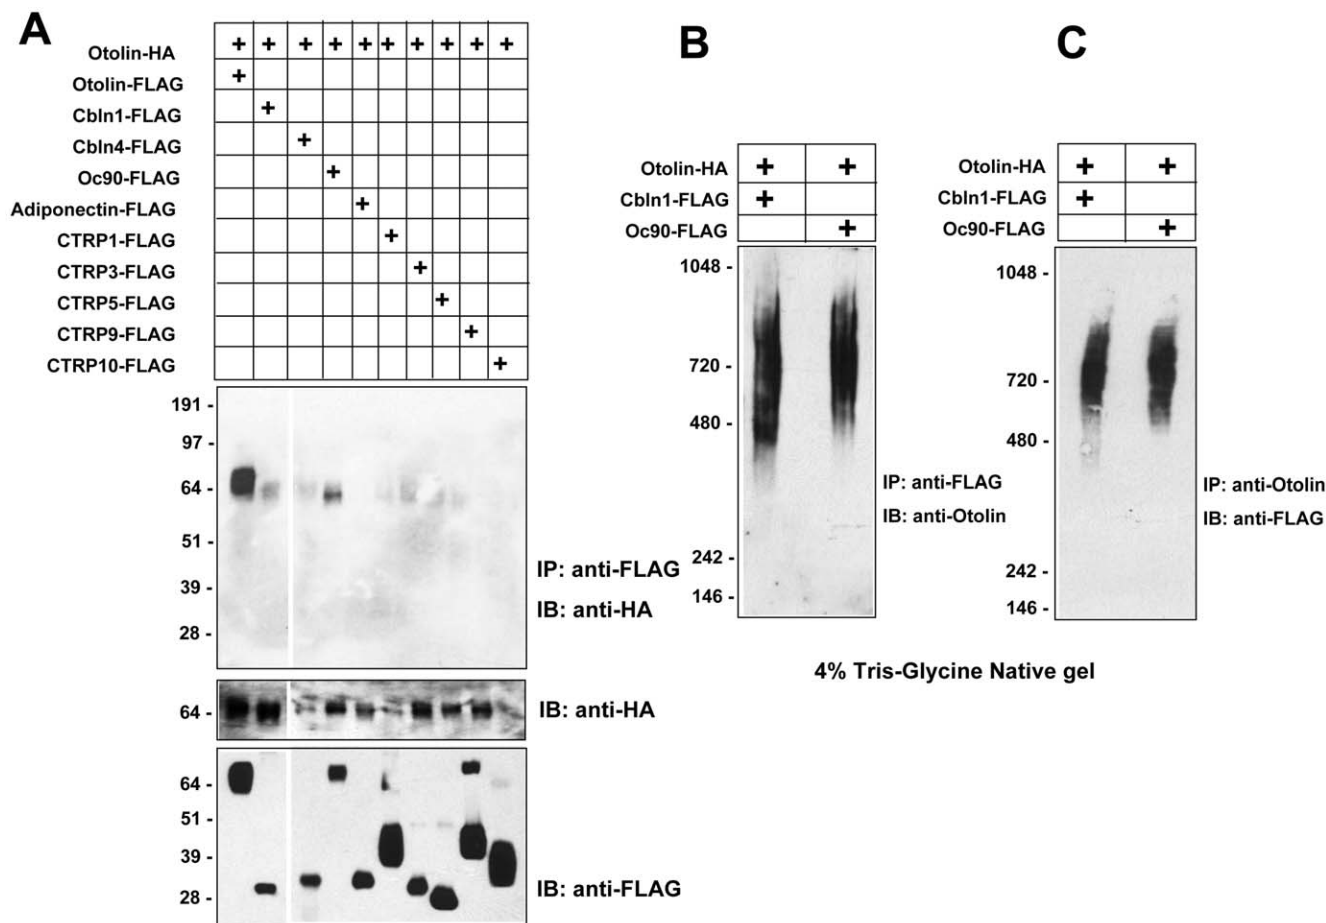 A
Otolin-HA + + + + + + + + + +
Otolin-FLAG +
Cbln1-FLAG +
Cbln4-FLAG +
Oc90-FLAG +
Adiponectin-FLAG +
CTRP1-FLAG +
CTRP3-FLAG +
CTRP5-FLAG +
CTRP9-FLAG +
CTRP10-FLAG +
191 -
97 -
64 -
51 -
39 -
28 -
IP: anti-FLAG
IB: anti-HA
64 -
IB: anti-HA
64 -
51 -
39 -
28 -
IB: anti-FLAG
B
Otolin-HA + +
Cbln1-FLAG +
Oc90-FLAG +
1048 -
720 -
480 -
242 -
146 -
IP: anti-FLAG
IB: anti-Otolin
C
Otolin-HA + +
Cbln1-FLAG +
Oc90-FLAG +
1048 -
720 -
480 -
242 -
146 -
IP: anti-Otolin
IB: anti-FLAG
4% Tris-Glycine Native gel